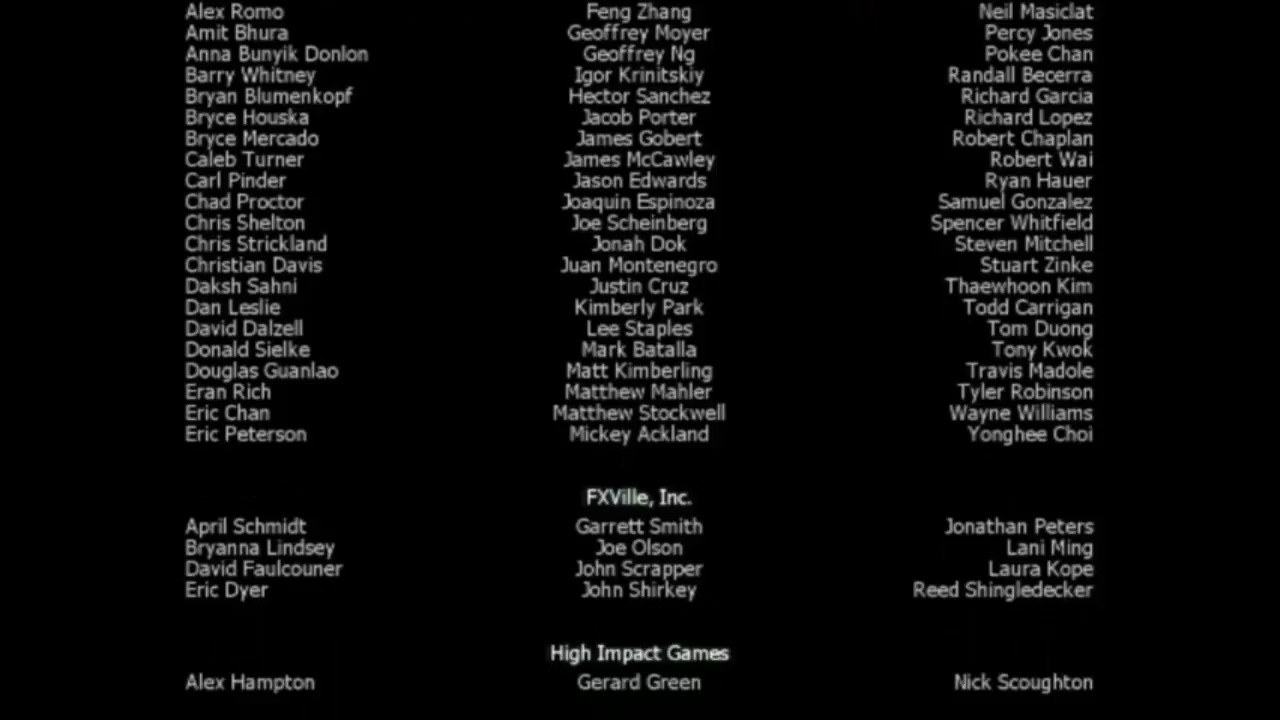 Alex Romo Feng Zhang Neil Masiclat
Amit Bhura Geoffrey Moyer Percy Jones
Anna Bunyik Donlon Geoffrey Ng Pokee Chan
Barry Whitney Igor Krinitskiy Randall Becerra
Bryan Blumenkopf Hector Sanchez Richard Garcia
Bryce Houska Jacob Porter Richard Lopez
Bryce Mercado James Gobert Robert Chaplan
Caleb Turner James McCawley Robert Wai
Carl Pinder Jason Edwards Ryan Hauer
Chad Proctor Joaquin Espinoza Samuel Gonzalez
Chris Shelton Joe Scheinberg Spencer Whitfield
Chris Strickland Jonah Dok Steven Mitchell
Christian Davis Juan Montenegro Stuart Zinke
Daksh Sahni Justin Cruz Thaewhoon Kim
Dan Leslie Kimberly Park Todd Carrigan
David Dalzell Lee Staples Tom Duong
Donald Sielke Mark Batalla Tony Kwok
Douglas Guanlao Matt Kimberling Travis Madole
Eran Rich Matthew Mahler Tyler Robinson
Eric Chan Matthew Stockwell Wayne Williams
Eric Peterson Mickey Ackland Yonghee Choi
FXVille, Inc.
April Schmidt Garrett Smith Jonathan Peters
Bryanna Lindsey Joe Olson Lani Ming
David Faulcouner John Scrapper Laura Kope
Eric Dyer John Shirkey Reed Shingledecker
High Impact Games
Alex Hampton Gerard Green Nick Scoughton